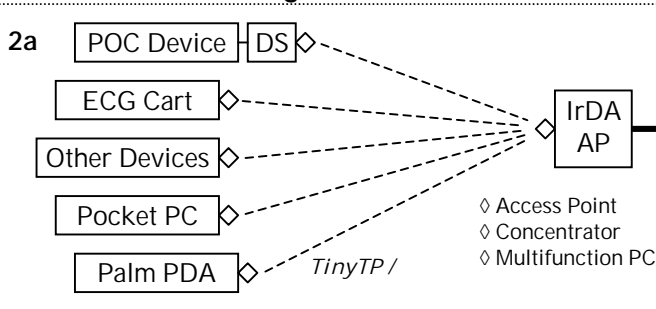 2a
POC Device
DS
ECG Cart
Other Devices
Pocket PC
Palm PDA
TinyTP /
IrDA
AP
◊ Access Point
◊ Concentrator
◊ Multifunction PC